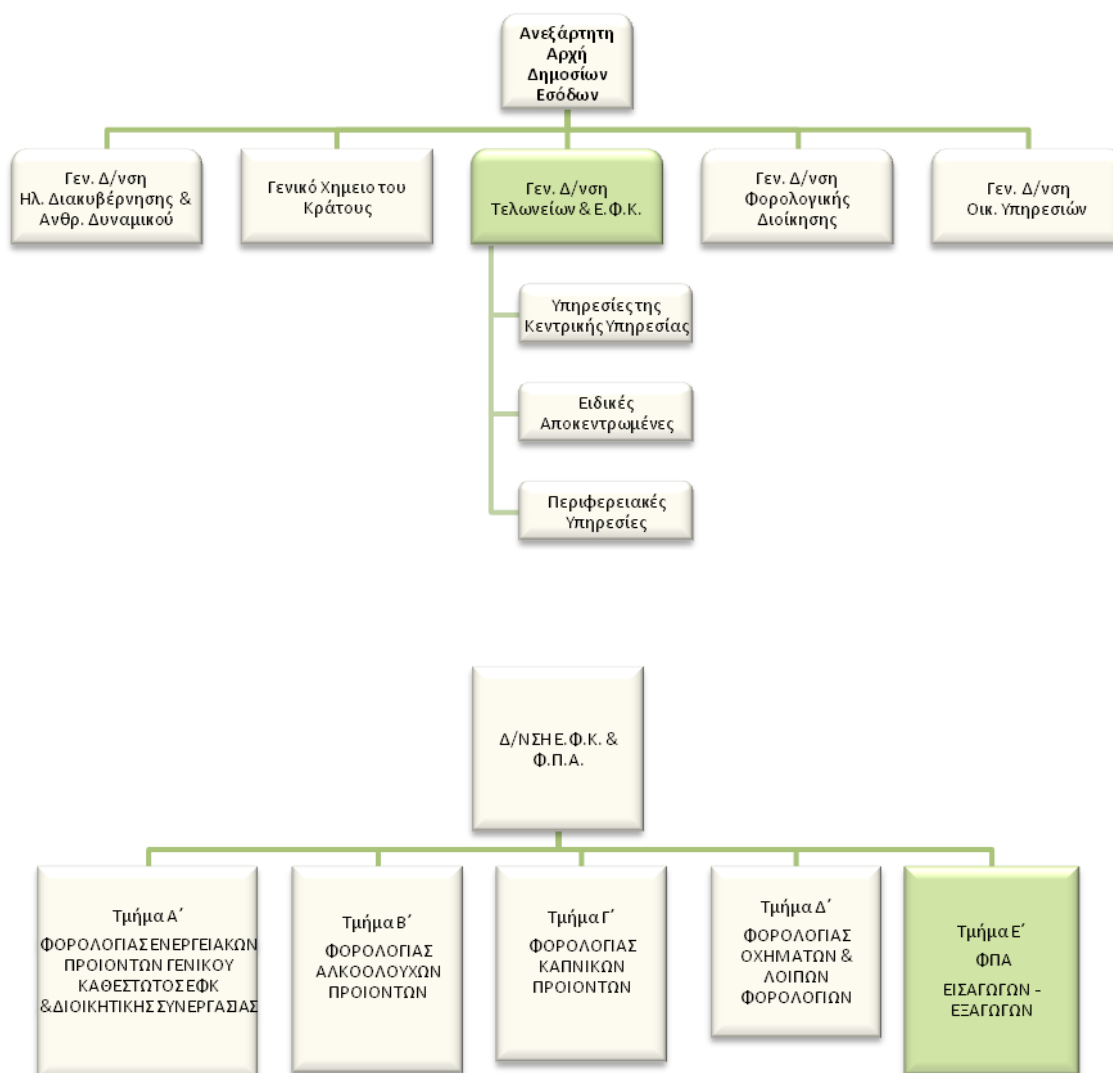 Ανεξάρτητη
Αρχή
Δημοσίων
Εσόδων
Γεν. Δ/νση
Ηλ. Διακυβέρνησης &
Ανθρ. Δυναμικού
Γενικό Χημειο του
Κράτους
Γεν. Δ/νση
Τελωνείων & Ε.Φ.Κ.
Γεν. Δ/νση
Φορολογικής
Διοίκησης
Γεν. Δ/νση
Οικ. Υπηρεσιών
Υπηρεσίες της
Κεντρικής Υπηρεσίας
Ειδικές
Αποκεντρωμένες
Περιφερειακές
Υπηρεσίες
Δ/ΝΣΗ Ε.Φ.Κ. &
Φ.Π.Α.
Τμήμα Α΄
ΦΟΡΟΛΟΓΙΑΣ ΕΝΕΡΓΕΙΑΚΩΝ
ΠΡΟΙΟΝΤΩΝ ΓΕΝΙΚΟΥ
ΚΑΘΕΣΤΩΤΟΣ ΕΦΚ
&ΔΙΟΙΚΗΤΙΚΗΣ ΣΥΝΕΡΓΑΣΙΑΣ
Τμήμα Β΄
ΦΟΡΟΛΟΓΙΑΣ
ΑΛΚΟΟΛΟΥΧΩΝ
ΠΡΟΙΟΝΤΩΝ
Τμήμα Γ΄
ΦΟΡΟΛΟΓΙΑΣ
ΚΑΠΝΙΚΩΝ
ΠΡΟΙΟΝΤΩΝ
Τμήμα Δ΄
ΦΟΡΟΛΟΓΙΑΣ
ΟΧΗΜΑΤΩΝ &
ΛΟΙΠΩΝ
ΦΟΡΟΛΟΓΙΩΝ
Τμήμα Ε΄
ΦΠΑ
ΕΙΣΑΓΩΓΩΝ –
ΕΞΑΓΩΓΩΝ